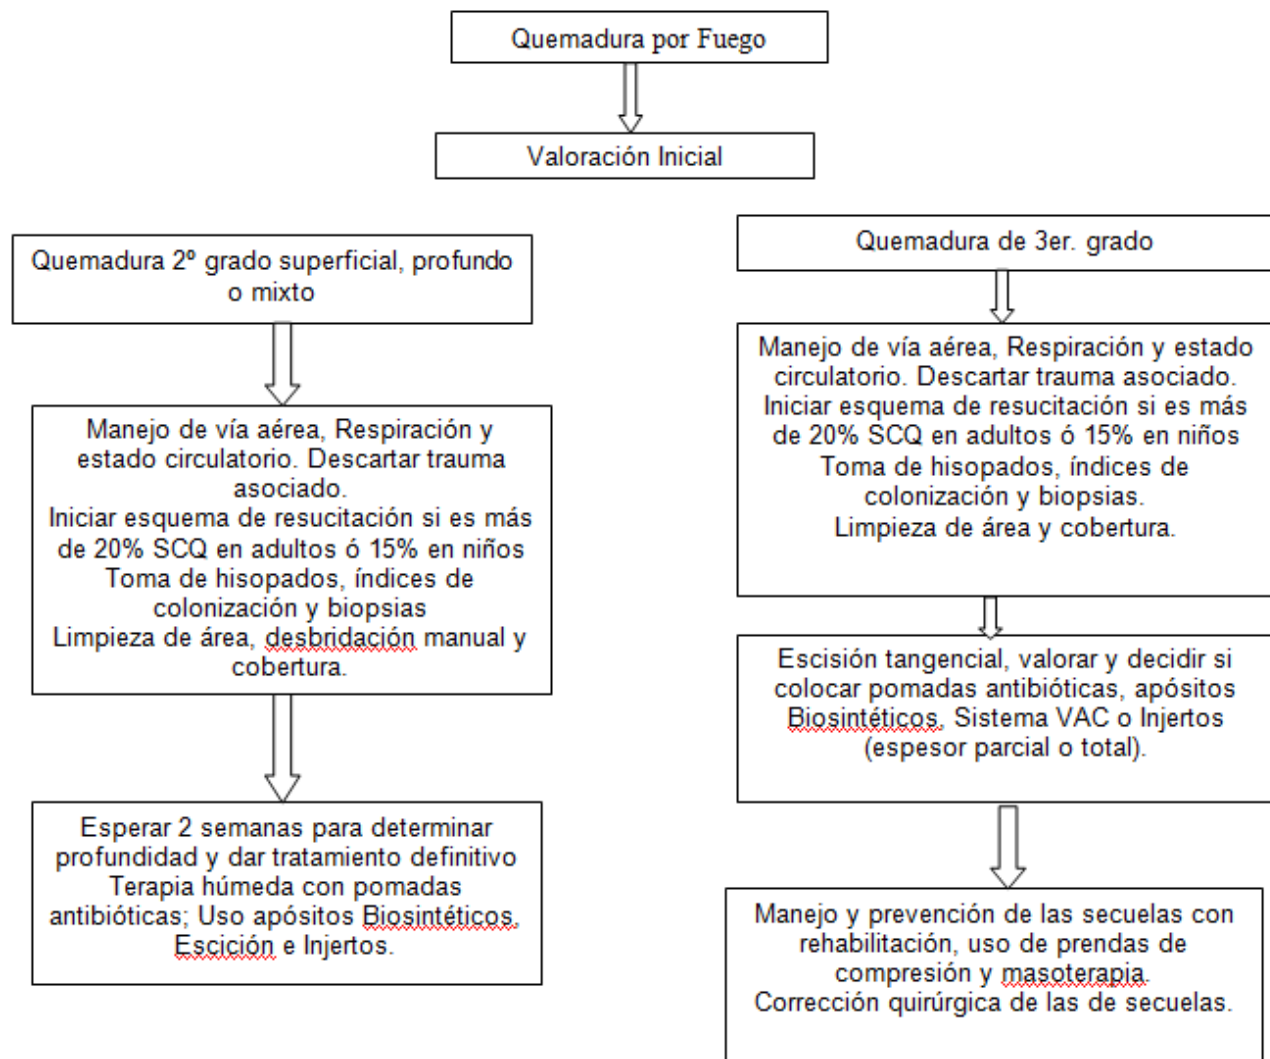 Quemadura por Fuego
Valoración Inicial
Quemadura 2º grado superficial, profundo
o mixto
Manejo de vía aérea, Respiración y
estado circulatorio. Descartar trauma
asociado.
Iniciar esquema de resucitación si es más
de 20% SCQ en adultos ó 15% en niños
Toma de hisopados, índices de
colonización y biopsias
Limpieza de área, desbridación manual y
cobertura.
Esperar 2 semanas para determinar
profundidad y dar tratamiento definitivo
Terapia húmeda con pomadas
antibióticas; Uso apósitos Biosintéticos,
Escición e Injertos.
Quemadura de 3er. grado
Manejo de vía aérea, Respiración y estado
circulatorio. Descartar trauma asociado.
Iniciar esquema de resucitación si es más
de 20% SCQ en adultos ó 15% en niños
Toma de hisopados, índices de
colonización y biopsias.
Limpieza de área y cobertura.
Escisión tangencial, valorar y decidir si
colocar pomadas antibióticas, apósitos
Biosintéticos, Sistema VAC o Injertos
(espesor parcial o total).
Manejo y prevención de las secuelas con
rehabilitación, uso de prendas de
compresión y masoterapia.
Corrección quirúrgica de las de secuelas.